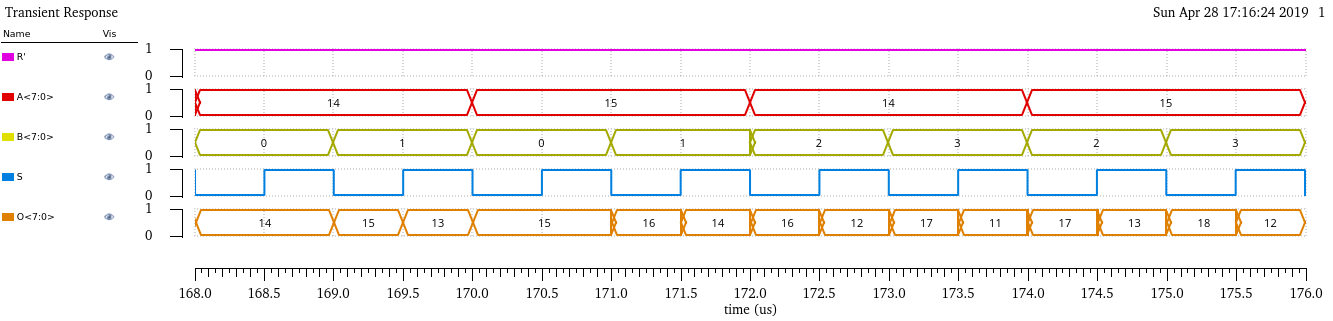 Transient Response Sun Apr 28 17:16:24 2019 1
Name Vis
R' 1
0
A<7:0> 1 14 15 14 15
0
B<7:0> 1 0 1 0 1 2 3 2 3
0
S 1
0
O<7:0> 1 14 15 13 15 16 14 16 12 17 11 17 13 18 12
0
168.0 168.5 169.0 169.5 170.0 170.5 171.0 171.5 172.0 172.5 173.0 173.5 174.0 174.5 175.0 175.5 176.0
time (us)